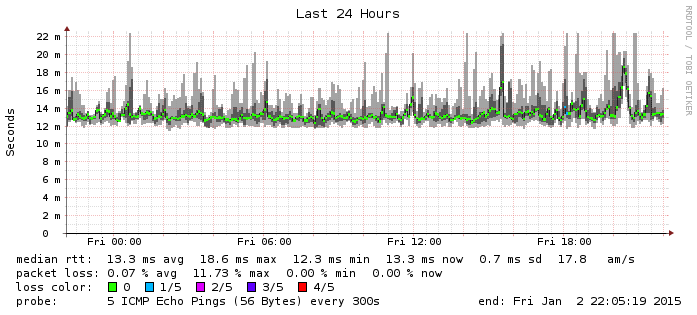 Last 24 Hours
RRDTOOL / TOBI OETIKER
Seconds
22 m
20 m
18 m
16 m
14 m
12 m
10 m
8 m
6 m
4 m
2 m
0
Fri 00:00 Fri 06:00 Fri 12:00 Fri 18:00
median rtt: 13.3 ms avg 18.6 ms max 12.3 ms min 13.3 ms now 0.7 ms sd 17.8 am/s
packet loss: 0.07 % avg 11.73 % max 0.00 % min 0.00 % now
loss color: 0 1/5 2/5 3/5 4/5
probe: 5 ICMP Echo Pings (56 Bytes) every 300s end: Fri Jan 2 22:05:19 2015